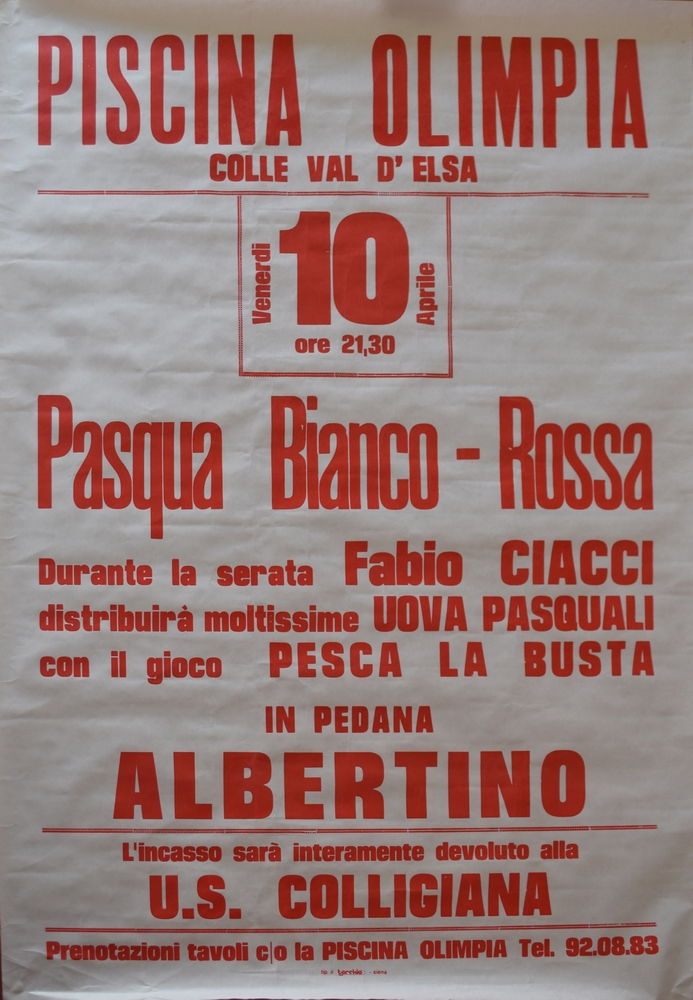 PISCINA OLIMPIA
COLLE VAL D'ELSA
Venerdì 10 Aprile
ore 21,30
Pasqua Bianco - Rossa
Durante la serata Fabio CIACCI
distribuirà moltissime UOVA PASQUALI
con il gioco PESCA LA BUSTA
IN PEDANA
ALBERTINO
L'incasso sarà interamente devoluto alla
U.S. COLLIGIANA
Prenotazioni tavoli c|o la PISCINA OLIMPIA Tel. 92.08.83